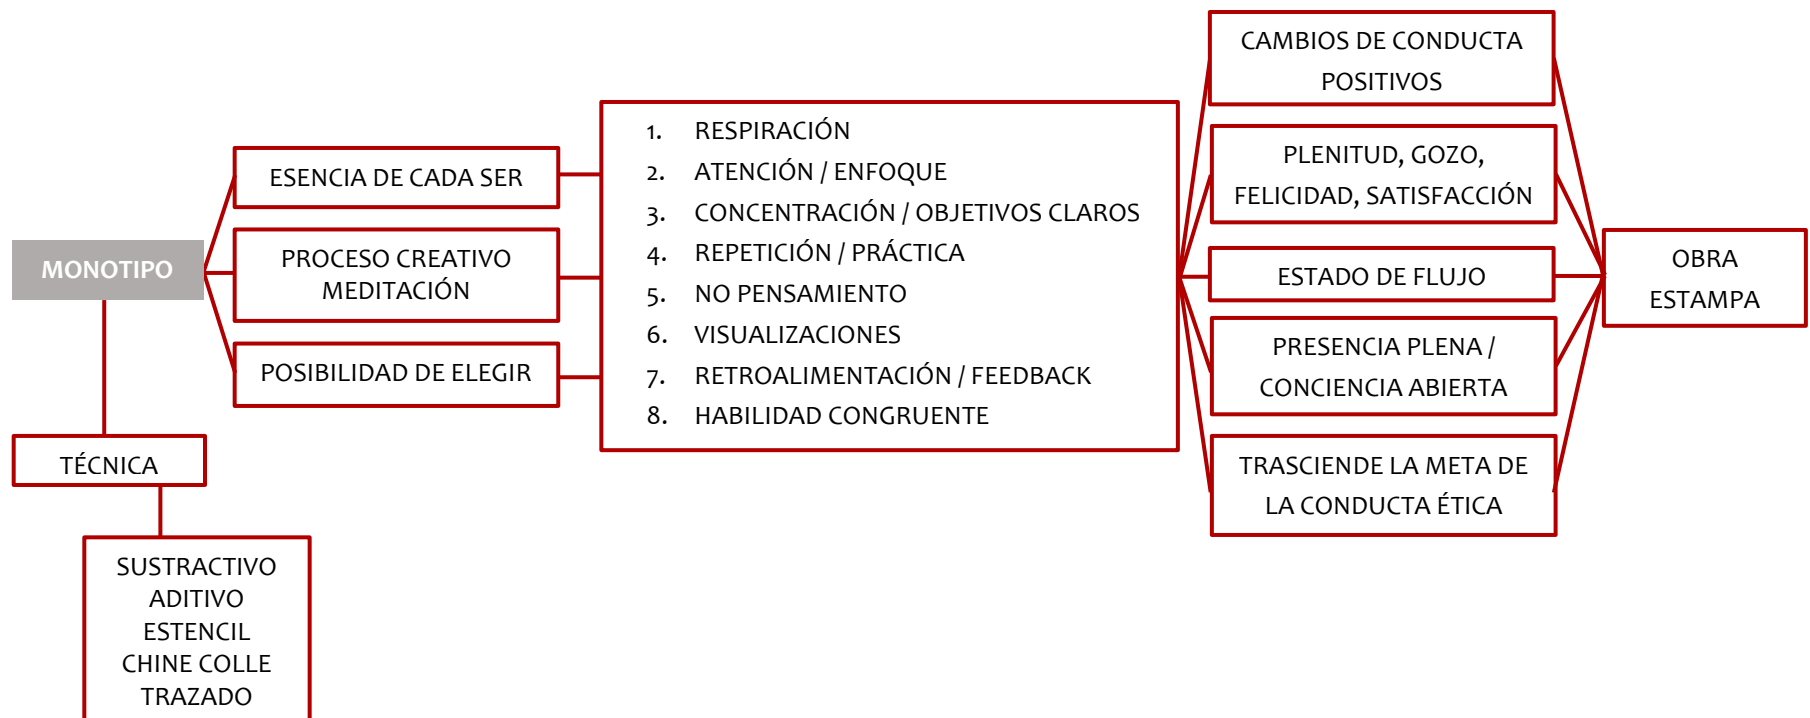 MONOTIPO
TÉCNICA
SUSTRACTIVO
ADITIVO
ESTENCIL
CHINE COLLE
TRAZADO
ESENCIA DE CADA SER
PROCESO CREATIVO
MEDITACIÓN
POSIBILIDAD DE ELEGIR
1. RESPIRACIÓN
2. ATENCIÓN / ENFOQUE
3. CONCENTRACIÓN / OBJETIVOS CLAROS
4. REPETICIÓN / PRÁCTICA
5. NO PENSAMIENTO
6. VISUALIZACIONES
7. RETROALIMENTACIÓN / FEEDBACK
8. HABILIDAD CONGRUENTE
CAMBIOS DE CONDUCTA
POSITIVOS
PLENITUD, GOZO,
FELICIDAD, SATISFACCIÓN
ESTADO DE FLUJO
PRESENCIA PLENA /
CONCIENCIA ABIERTA
TRASCIENDE LA META DE
LA CONDUCTA ÉTICA
OBRA
ESTAMPA